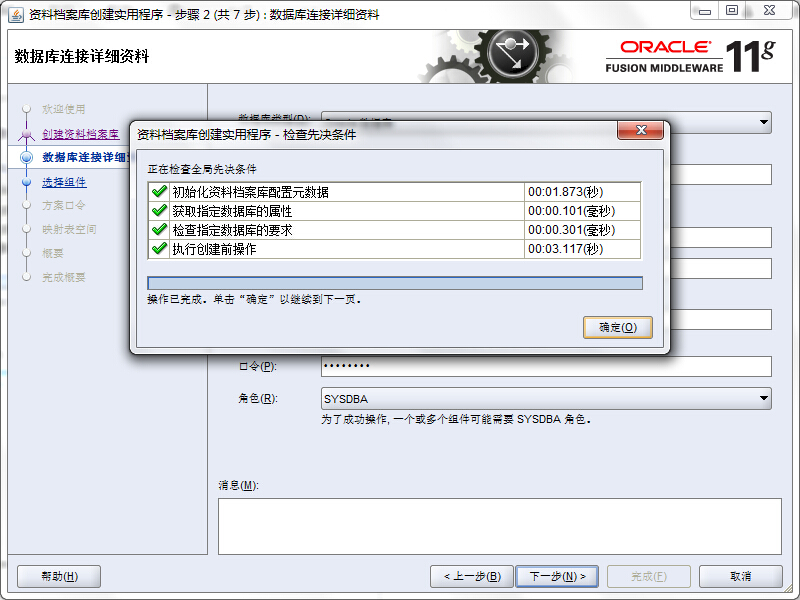 资料档案库创建实用程序 - 步骤 2 (共 7 步) : 数据库连接详细资料
数据库连接详细资料
ORACLE
FUSION MIDDLEWARE
11g
欢迎使用
创建资料档案库
数据库连接详细
选择组件
方案口令
映射表空间
概要
完成概要
资料档案库创建实用程序 - 检查先决条件
正在检查全局先决条件
初始化资料档案库配置元数据 00:01.873(秒)
获取指定数据库的属性 00:00.101(毫秒)
检查指定数据库的要求 00:00.301(毫秒)
执行创建前操作 00:03.117(秒)
操作已完成。单击“确定”以继续到下一页。
确定(O)
口令(P): ••••••••
角色(R): SYSDBA
为了成功操作, 一个或多个组件可能需要 SYSDBA 角色。
消息(M):
帮助(H) < 上一步(B) 下一步(N) > 完成(F) 取消